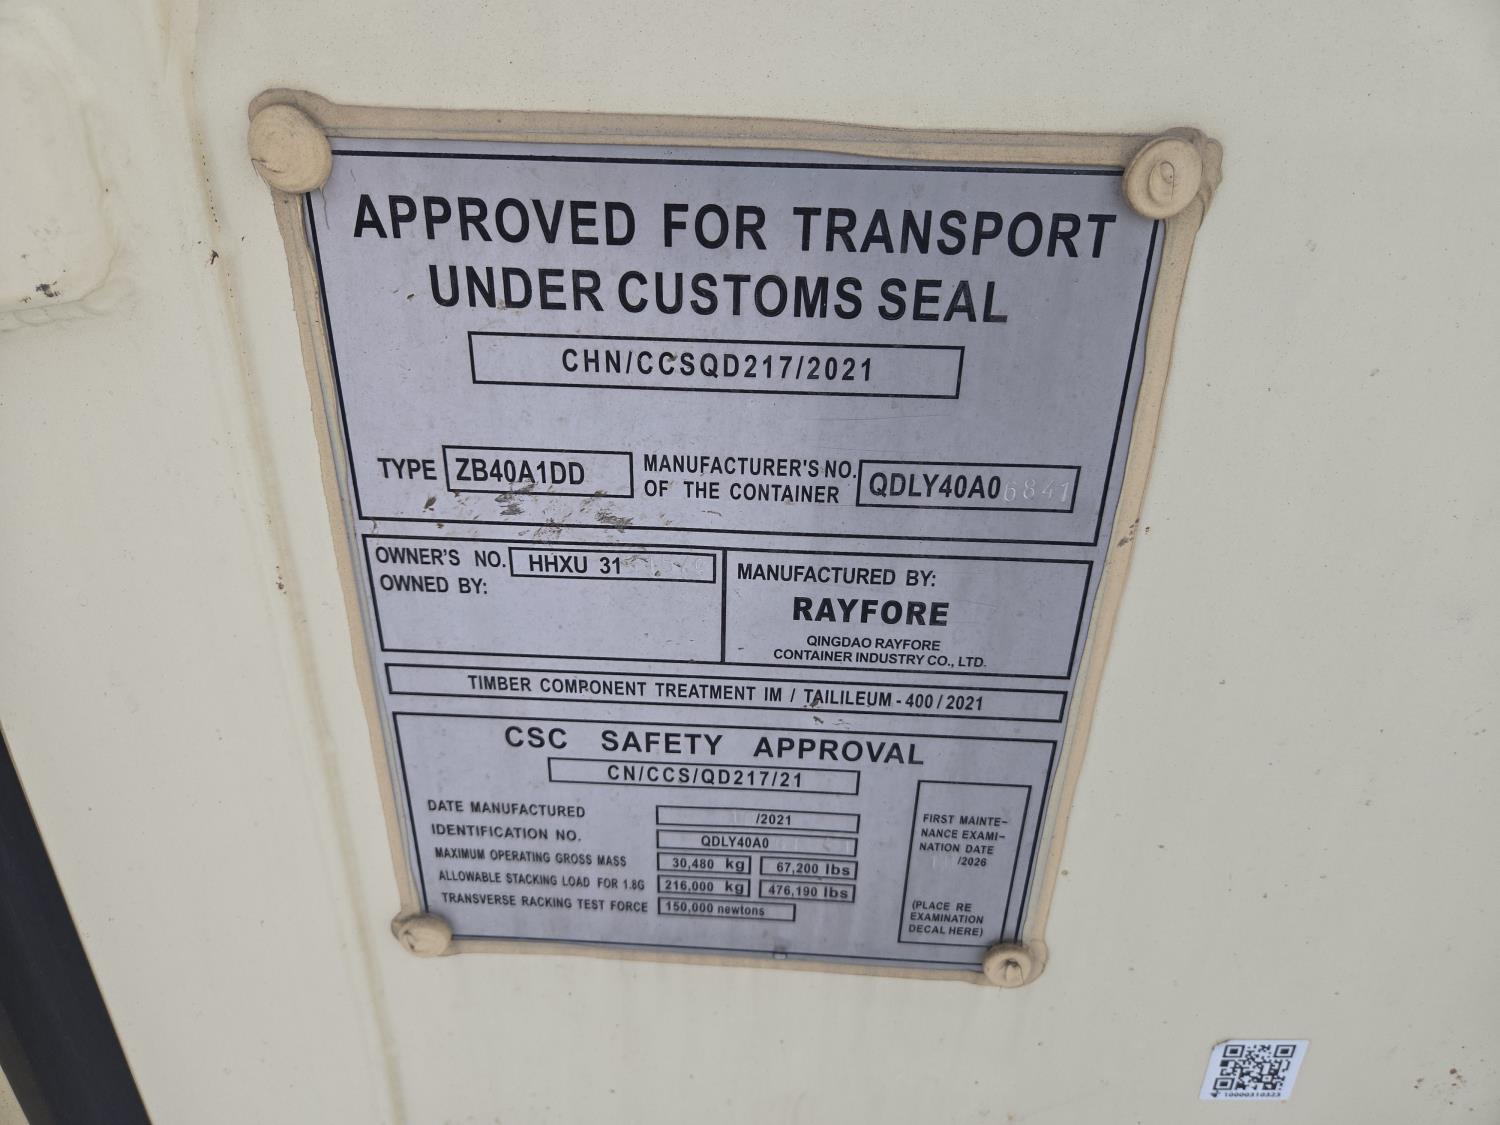 APPROVED FOR TRANSPORT
UNDER CUSTOMS SEAL
CHN/CCSQD217/2021
TYPE ZB40A1DD
MANUFACTURER'S NO.
OF THE CONTAINER
QDLY40A06841
OWNER'S NO. HHXU 31
OWNED BY:
MANUFACTURED BY:
RAYFORE
QINGDAO RAYFORE
CONTAINER INDUSTRY CO., LTD.
TIMBER COMPONENT TREATMENT IM / TAILILEUM - 400 / 2021
CSC SAFETY APPROVAL
CN/CCS/QD217/21
DATE MANUFACTURED /2021
IDENTIFICATION NO. QDLY40A0
MAXIMUM OPERATING GROSS MASS 30,480 kg 67,200 lbs
ALLOWABLE STACKING LOAD FOR 1.8G 216,000 kg 476,190 lbs
TRANSVERSE RACKING TEST FORCE 150,000 newtons
FIRST MAINTE-
NANCE EXAMI-
NATION DATE
/2026
(PLACE RE
EXAMINATION
DECAL HERE)
10000310323